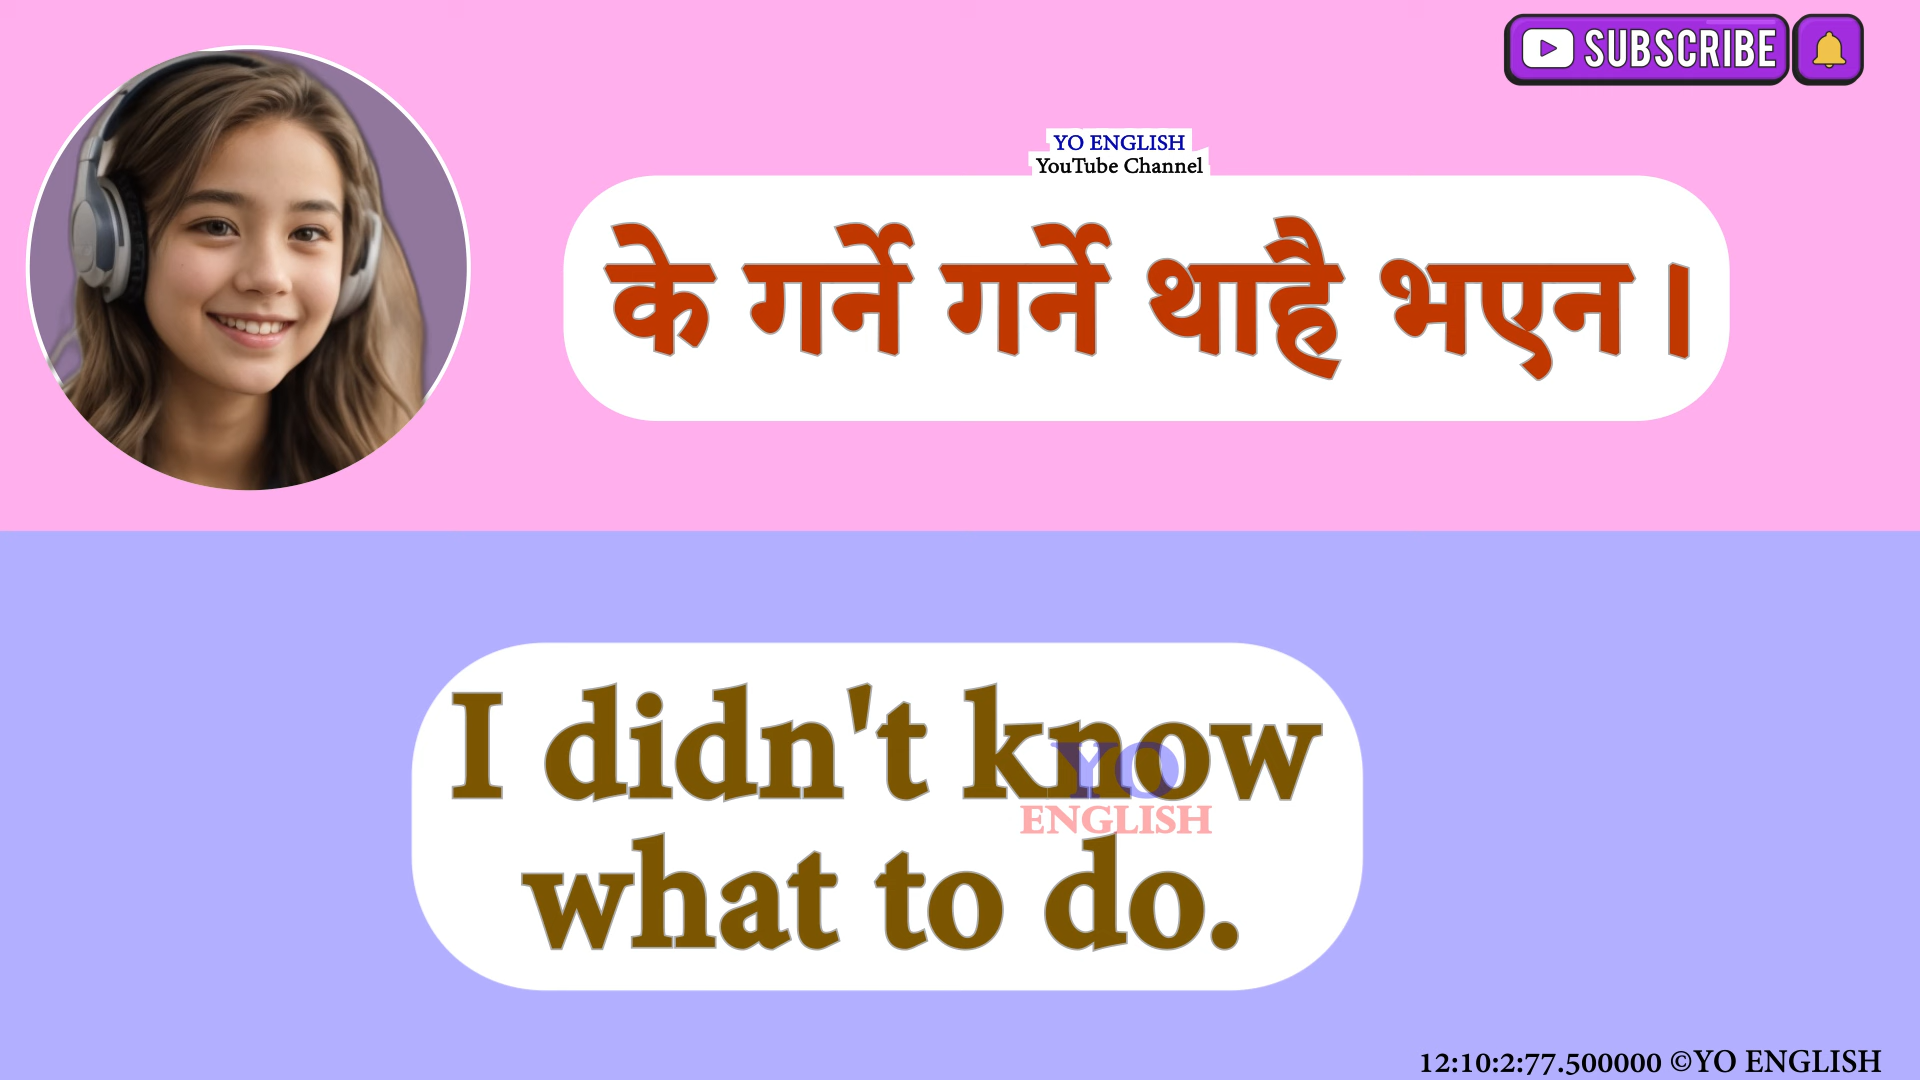 SUBSCRIBE
YO ENGLISH
YouTube Channel
के गर्ने गर्ने थाहै भएन ।
I didn't know
YO
ENGLISH
what to do.
12:10:2:77.500000 ©YO ENGLISH